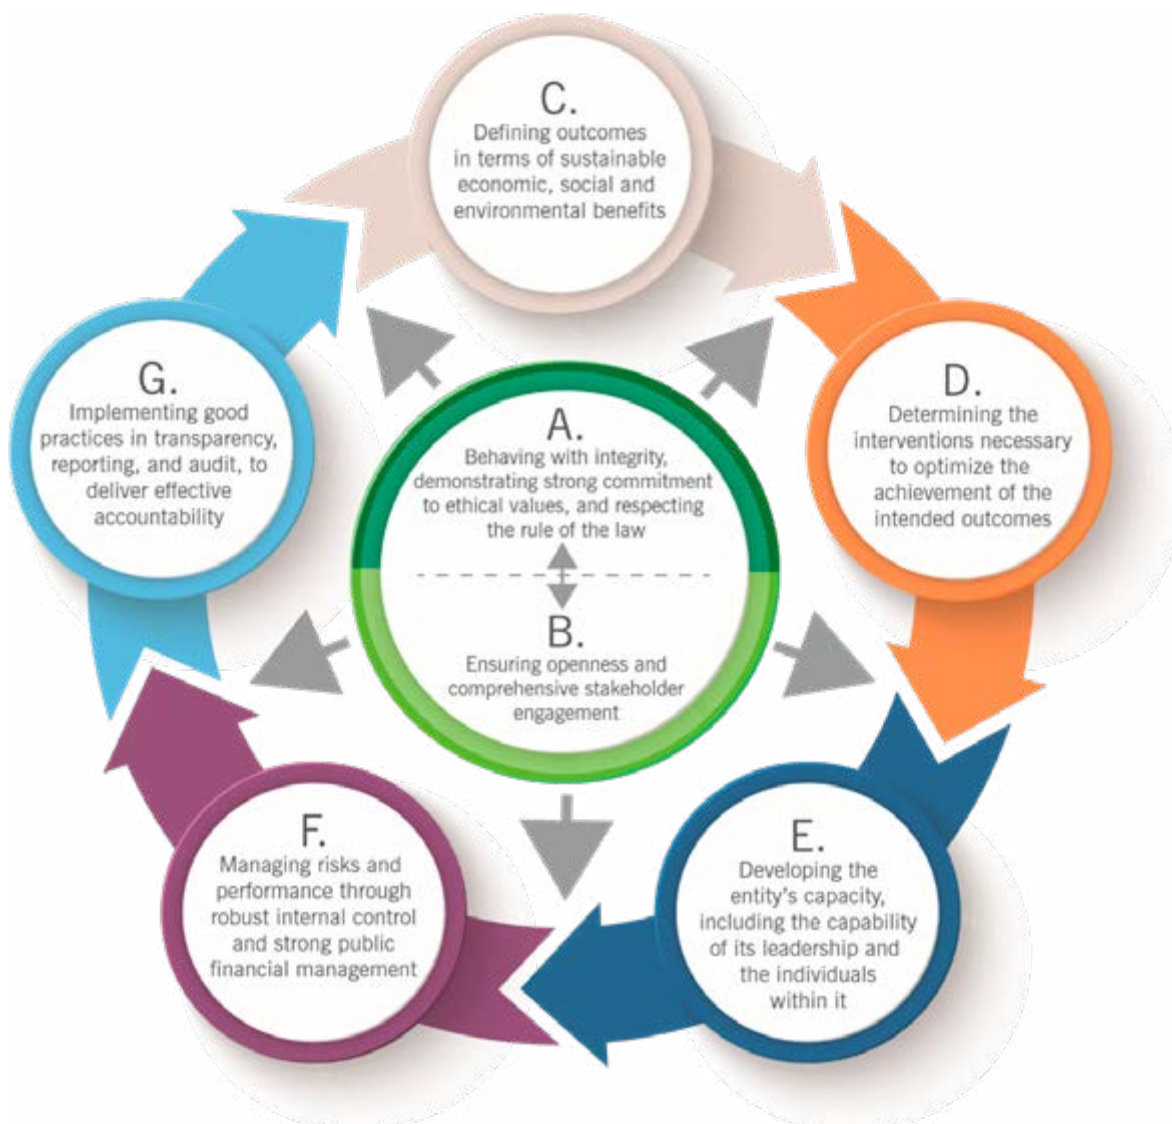 C.
Defining outcomes
in terms of sustainable
economic, social and
environmental benefits
G.
Implementing good
practices in transparency,
reporting, and audit, to
deliver effective
accountability
A.
Behaving with integrity,
demonstrating strong commitment
to ethical values, and respecting
the rule of the law
B.
Ensuring openness and
comprehensive stakeholder
engagement
D.
Determining the
interventions necessary
to optimize the
achievement of the
intended outcomes
F.
Managing risks and
performance through
robust internal control
and strong public
financial management
E.
Developing the
entity's capacity,
including the capability
of its leadership and
the individuals
within it